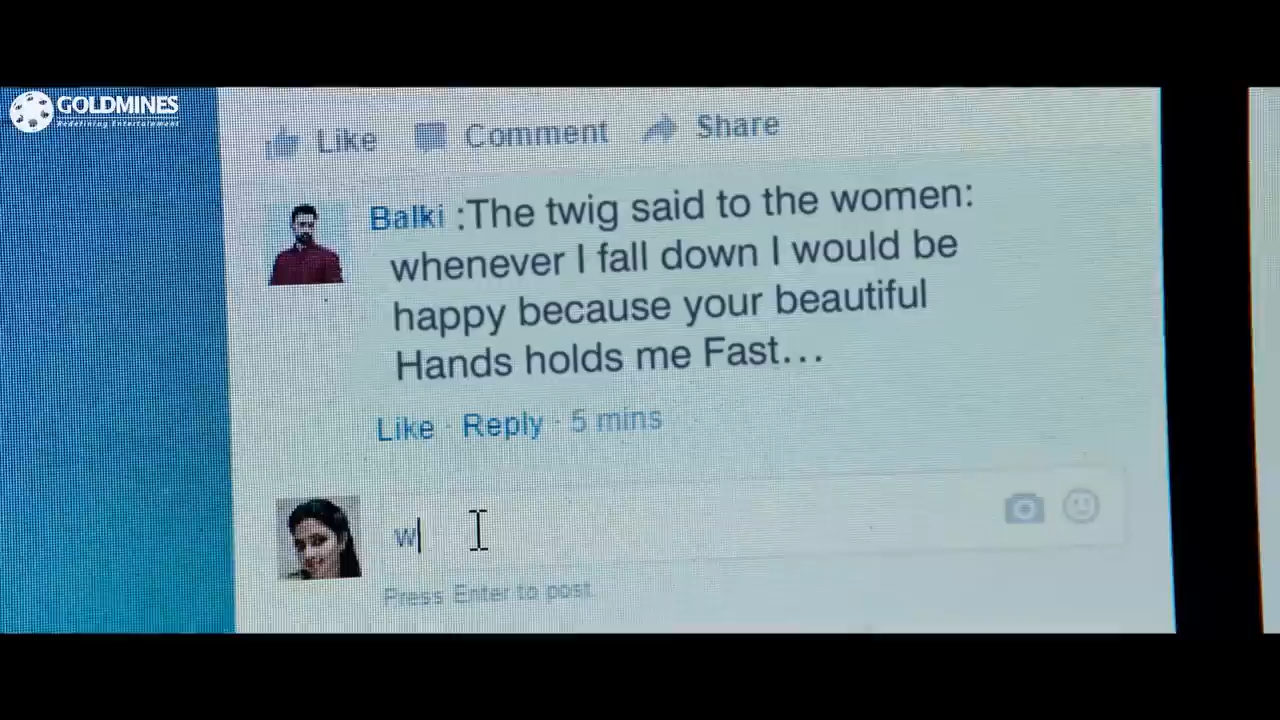 GOLDMINES
Redefining Entertainment
Like Comment Share
Balki :The twig said to the women:
whenever I fall down I would be
happy because your beautiful
Hands holds me Fast...
Like · Reply · 5 mins
w
Press Enter to post.